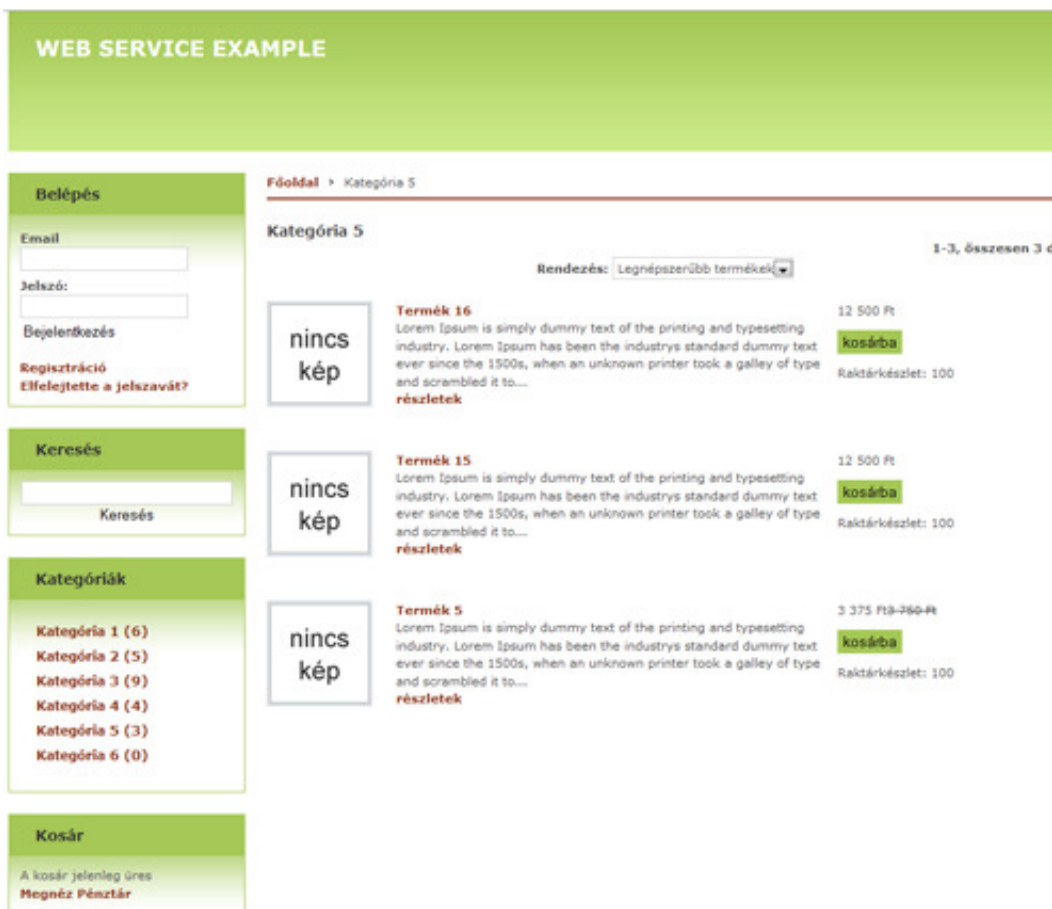 WEB SERVICE EXAMPLE
Belépés
Email
Jelszó:
Bejelentkezés
Regisztráció
Elfelejtette a jelszavát?
Keresés
Keresés
Kategóriák
Kategória 1 (6)
Kategória 2 (5)
Kategória 3 (9)
Kategória 4 (4)
Kategória 5 (3)
Kategória 6 (0)
Kosár
A kosár jelenleg üres
Megnéz Pénztár
Főoldal › Kategória 5
Kategória 5
1-3, összesen 3 d
Rendezés: Legnépszerűbb termékek
nincs
kép
Termék 16
Lorem Ipsum is simply dummy text of the printing and typesetting
industry. Lorem Ipsum has been the industrys standard dummy text
ever since the 1500s, when an unknown printer took a galley of type
and scrambled it to....
részletek
12 500 Ft
kosárba
Raktárkészlet: 100
nincs
kép
Termék 15
Lorem Ipsum is simply dummy text of the printing and typesetting
industry. Lorem Ipsum has been the industrys standard dummy text
ever since the 1500s, when an unknown printer took a galley of type
and scrambled it to....
részletek
12 500 Ft
kosárba
Raktárkészlet: 100
nincs
kép
Termék 5
Lorem Ipsum is simply dummy text of the printing and typesetting
industry. Lorem Ipsum has been the industrys standard dummy text
ever since the 1500s, when an unknown printer took a galley of type
and scrambled it to....
részletek
3 375 Ft3 750 Ft
kosárba
Raktárkészlet: 100